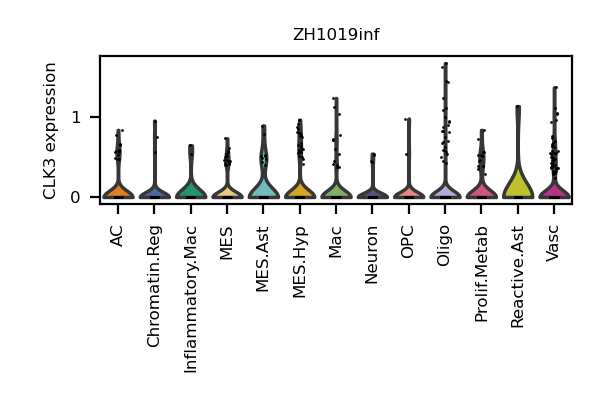 ZH1019inf
CLK3 expression
1
0
AC
Chromatin.Reg
Inflammatory.Mac
MES
MES.Ast
MES.Hyp
Mac
Neuron
OPC
Oligo
Prolif.Metab
Reactive.Ast
Vasc